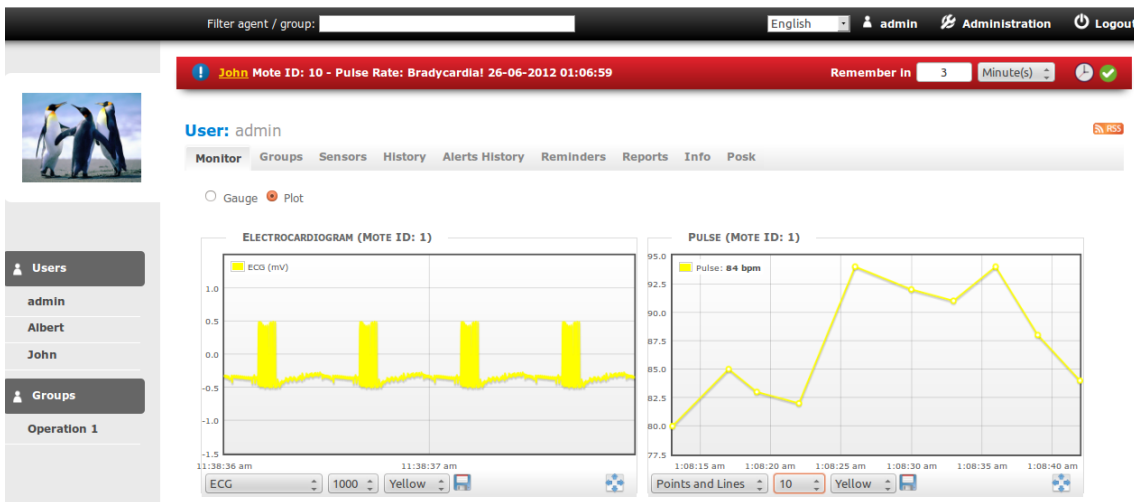 Filter agent / group:
English admin Administration Logout
John Mote ID: 10 - Pulse Rate: Bradycardia! 26-06-2012 01:06:59
Remember in 3 Minute(s)
User: admin
RSS
Monitor Groups Sensors History Alerts History Reminders Reports Info Posk
Gauge Plot
Users
admin
Albert
John
Groups
Operation 1
ELECTROCARDIOGRAM (MOTE ID: 1)
ECG (mV)
1.0
0.5
0.0
-0.5
-1.0
-1.5
11:38:36 am 11:38:37 am
ECG 1000 Yellow
PULSE (MOTE ID: 1)
Pulse: 84 bpm
95.0
92.5
90.0
87.5
85.0
82.5
80.0
77.5
1:08:15 am 1:08:20 am 1:08:25 am 1:08:30 am 1:08:35 am 1:08:40 am
Points and Lines 10 Yellow